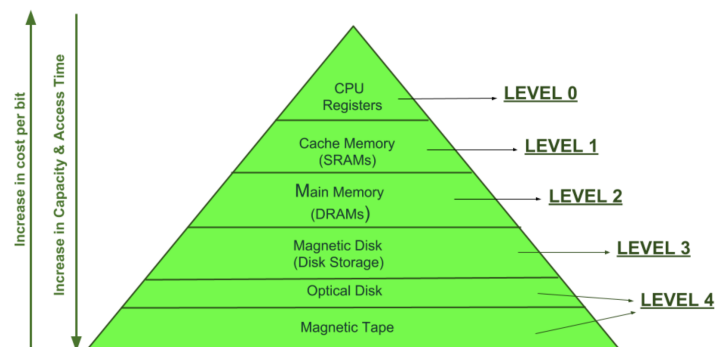 Increase in cost per bit
Increase in Capacity & Access Time
CPU
Registers
LEVEL 0
Cache Memory
(SRAMs)
LEVEL 1
Main Memory
(DRAMs)
LEVEL 2
Magnetic Disk
(Disk Storage)
LEVEL 3
Optical Disk
LEVEL 4
Magnetic Tape